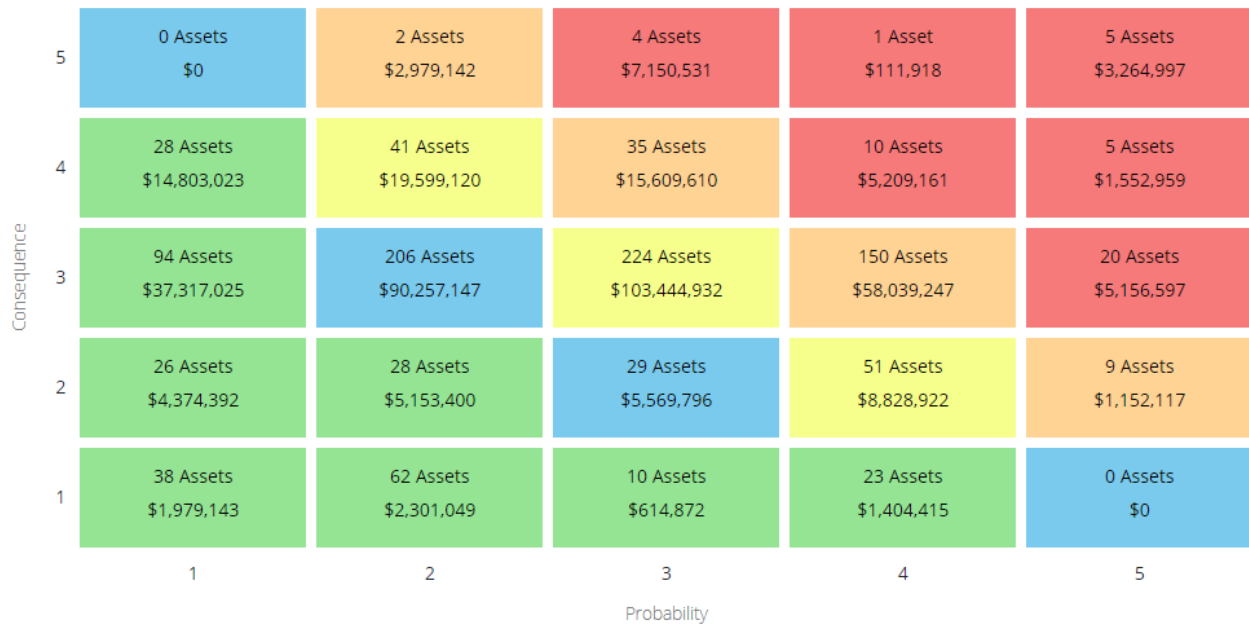 0 Assets
$0
2 Assets
$2,979,142
4 Assets
$7,150,531
1 Asset
$111,918
5 Assets
$3,264,997
5
28 Assets
$14,803,023
41 Assets
$19,599,120
35 Assets
$15,609,610
10 Assets
$5,209,161
5 Assets
$1,552,959
4
94 Assets
$37,317,025
206 Assets
$90,257,147
224 Assets
$103,444,932
150 Assets
$58,039,247
20 Assets
$5,156,597
3
Consequence
26 Assets
$4,374,392
28 Assets
$5,153,400
29 Assets
$5,569,796
51 Assets
$8,828,922
9 Assets
$1,152,117
2
38 Assets
$1,979,143
62 Assets
$2,301,049
10 Assets
$614,872
23 Assets
$1,404,415
0 Assets
$0
1
1 2 3 4 5
Probability